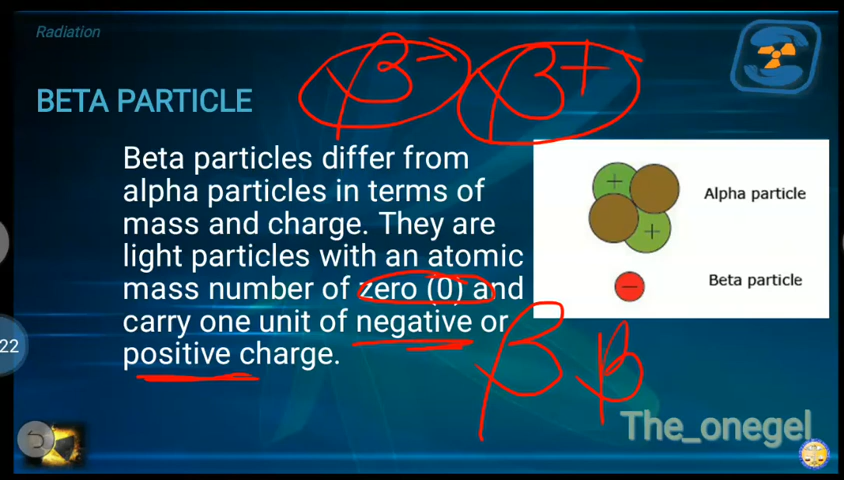 Radiation
β- β+
BETA PARTICLE
Beta particles differ from
alpha particles in terms of
mass and charge. They are
light particles with an atomic
mass number of zero (0) and
carry one unit of negative or
positive charge.
+
+
Alpha particle
−
Beta particle
β β
22
The_onegel